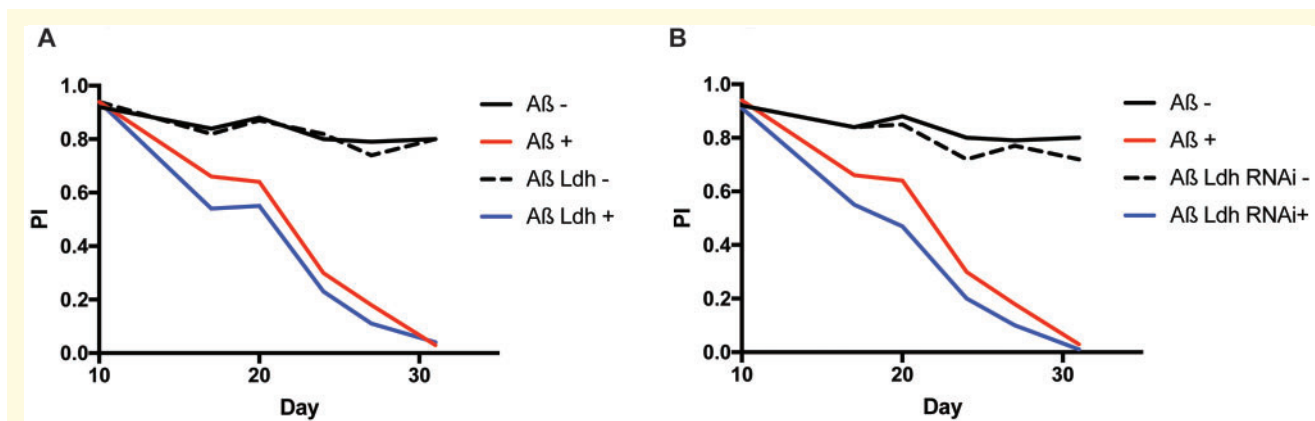 A
PI
1.0
0.8
0.6
0.4
0.2
0.0
10
20
30
Day
Aß -
Aß +
Aß Ldh -
Aß Ldh +
B
PI
1.0
0.8
0.6
0.4
0.2
0.0
10
20
30
Day
Aß -
Aß +
Aß Ldh RNAi -
Aß Ldh RNAi+